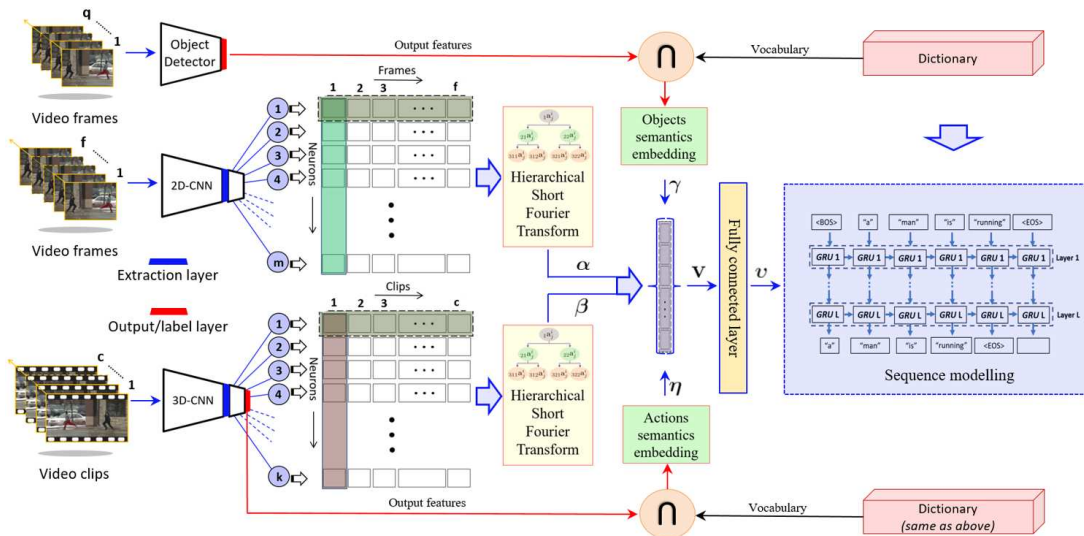 q
1
Video frames
Object
Detector
Output features
∩
Vocabulary
Dictionary
Objects
semantics
embedding
γ
f
1
Video frames
2D-CNN
Extraction layer
Output/label layer
1
2
3
4
m
Neurons
Frames
1 2 3 f
Hierarchical
Short
Fourier
Transform
α
c
1
Video clips
3D-CNN
1
2
3
4
k
Neurons
Clips
1 2 3 c
Hierarchical
Short
Fourier
Transform
β
V
Fully connected layer
υ
<BOS> "a" "man" "is" "running" <EOS>
GRU 1 GRU 1 GRU 1 GRU 1 GRU 1 GRU 1 Layer 1
GRU L GRU L GRU L GRU L GRU L GRU L Layer L
"a" "man" "is" "running" <EOS>
Sequence modelling
η
Actions
semantics
embedding
Output features
∩
Vocabulary
Dictionary
(same as above)